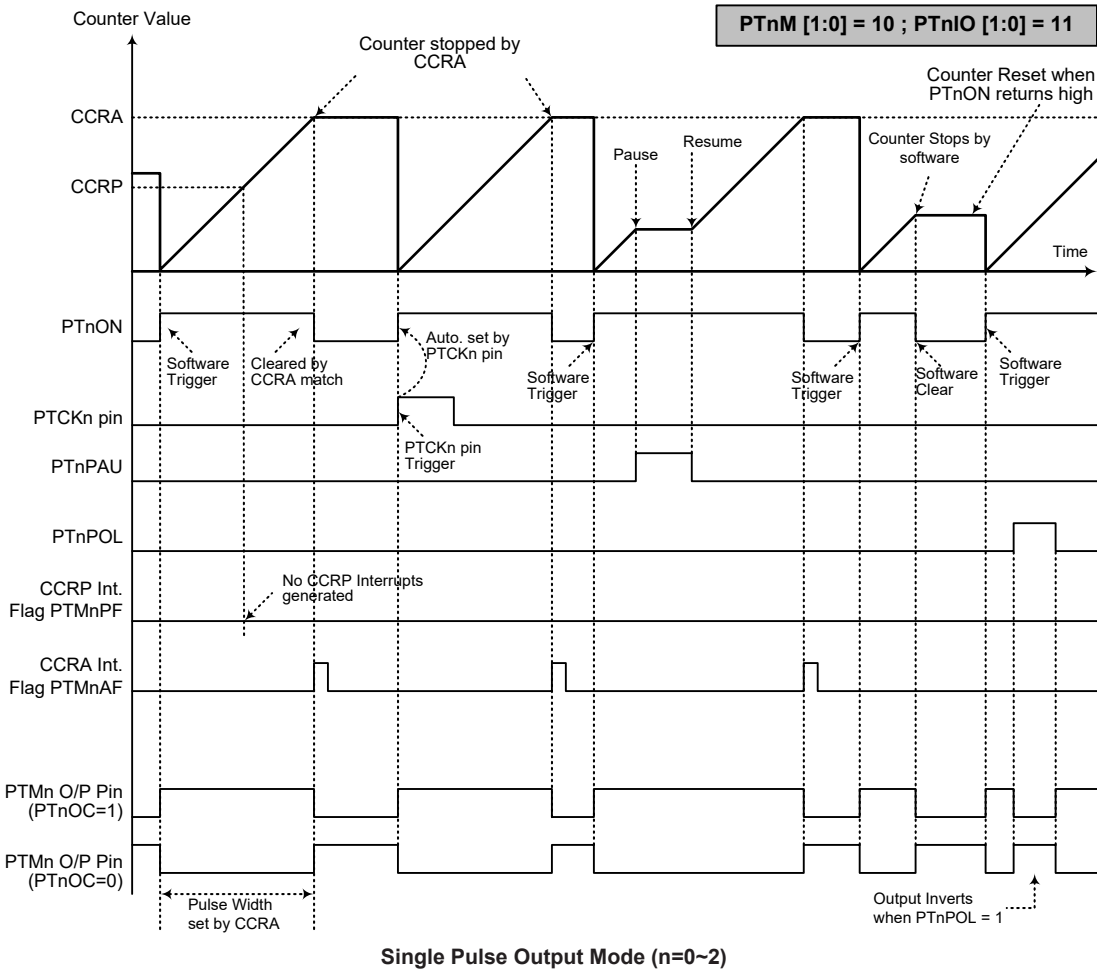 Counter Value
PTnM [1:0] = 10 ; PTnIO [1:0] = 11
Counter stopped by
CCRA
Counter Reset when
PTnON returns high
CCRA
Counter Stops by
software
Pause
Resume
CCRP
Time
PTnON
Software
Trigger
Cleared by
CCRA match
Auto. set by
PTCKn pin
Software
Trigger
Software
Trigger
Software
Clear
Software
Trigger
PTCKn pin
PTCKn pin
Trigger
PTnPAU
PTnPOL
No CCRP Interrupts
generated
CCRP Int.
Flag PTMnPF
CCRA Int.
Flag PTMnAF
PTMn O/P Pin
(PTnOC=1)
PTMn O/P Pin
(PTnOC=0)
Pulse Width
set by CCRA
Output Inverts
when PTnPOL = 1
Single Pulse Output Mode (n=0~2)